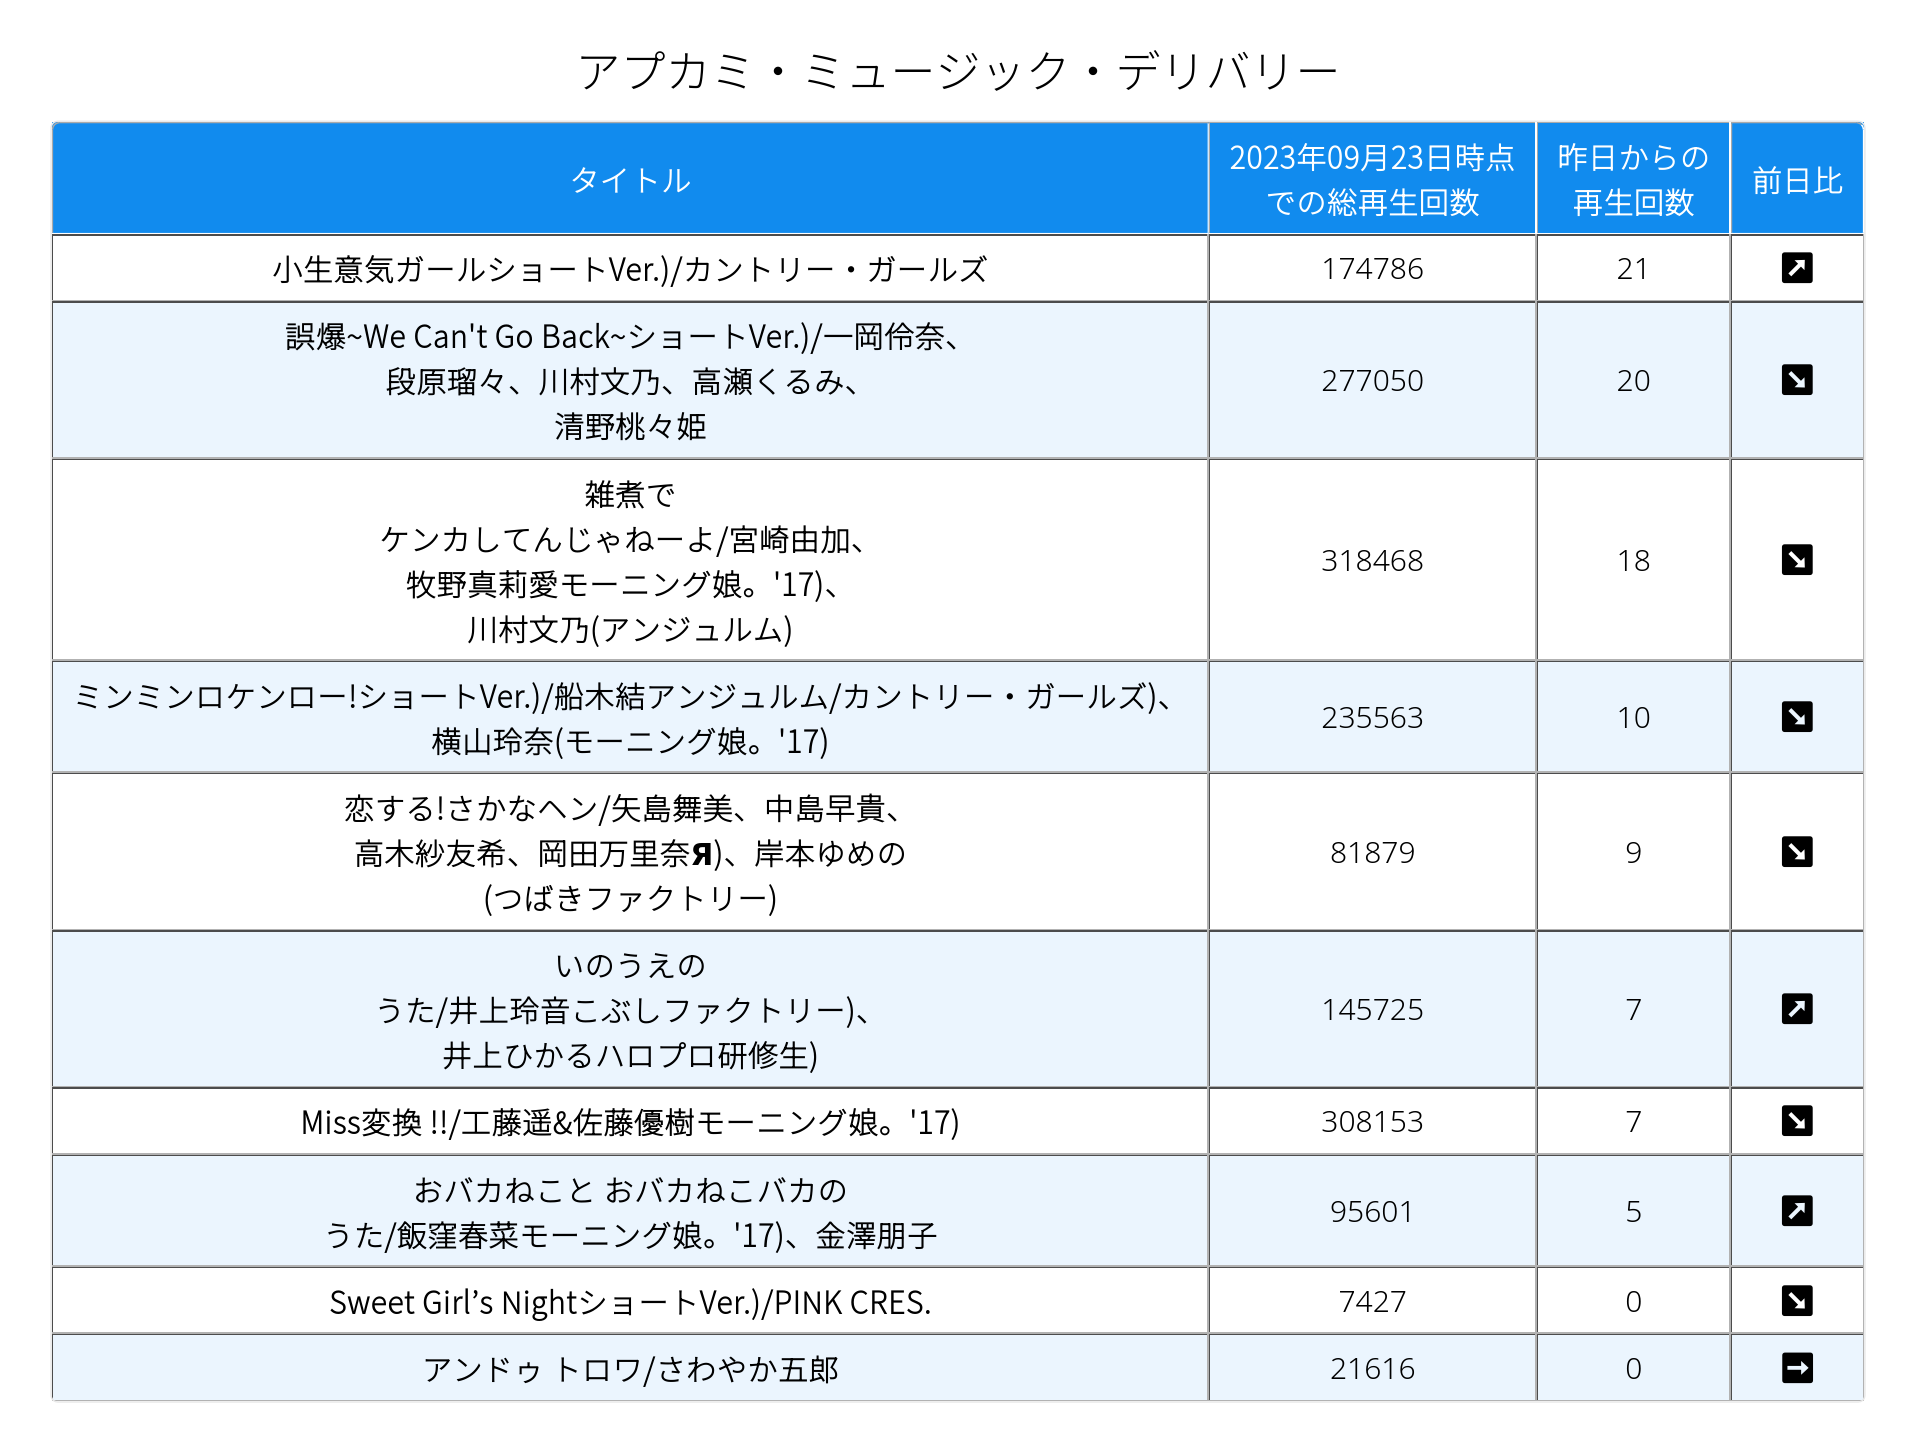 アプカミ・ミュージック・デリバリー
タイトル
2023年09月23日時点
での総再生回数
昨日からの
再生回数
前日比
小生意気ガールショートVer.)/カントリー・ガールズ
174786
21
誤爆~We Can't Go Back~ショートVer.)/一岡伶奈、
段原瑠々、川村文乃、高瀬くるみ、
清野桃々姫
277050
20
雑煮で
ケンカしてんじゃねーよ/宮崎由加、
牧野真莉愛モーニング娘。'17)、
川村文乃(アンジュルム)
318468
18
ミンミンロケンロー!ショートVer.)/船木結アンジュルム/カントリー・ガールズ)、
横山玲奈(モーニング娘。'17)
235563
10
恋する!さかなヘン/矢島舞美、中島早貴、
高木紗友希、岡田万里奈Я)、岸本ゆめの
(つばきファクトリー)
81879
9
いのうえの
うた/井上玲音こぶしファクトリー)、
井上ひかるハロプロ研修生)
145725
7
Miss変換 !!/工藤遥&佐藤優樹モーニング娘。'17)
308153
7
おバカねこと おバカねこバカの
うた/飯窪春菜モーニング娘。'17)、金澤朋子
95601
5
Sweet Girl’s NightショートVer.)/PINK CRES.
7427
0
アンドゥ トロワ/さわやか五郎
21616
0